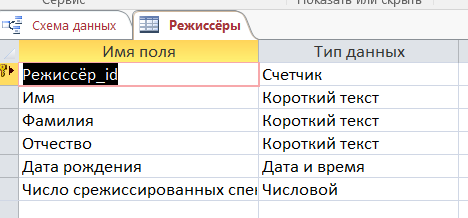 Сервис Показать или скрыть
Схема данных Режиссёры
Имя поля Тип данных
Режиссёр_id Счетчик
Имя Короткий текст
Фамилия Короткий текст
Отчество Короткий текст
Дата рождения Дата и время
Число срежиссированных спе Числовой